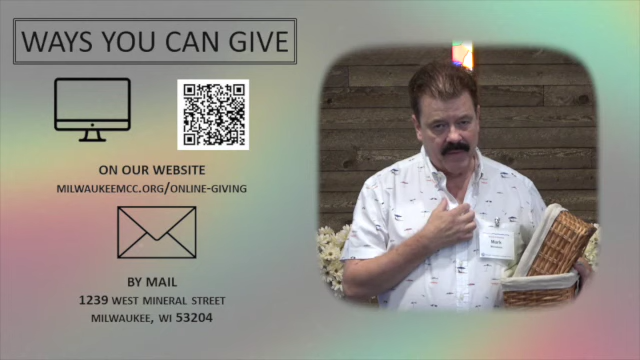 WAYS YOU CAN GIVE
ON OUR WEBSITE
MILWAUKEEMCC.ORG/ONLINE-GIVING
BY MAIL
1239 WEST MINERAL STREET
MILWAUKEE, WI 53204
Mark